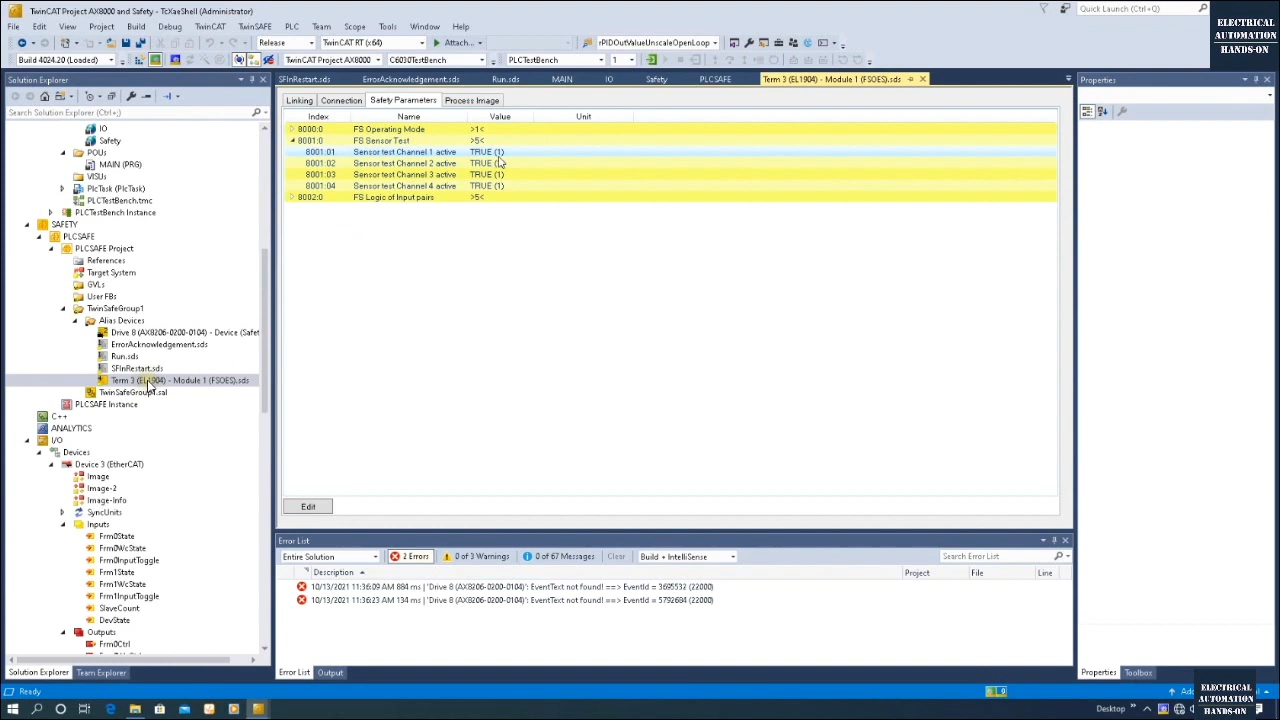 TwinCAT Project AX8000 and Safety - TcXaeShell (Administrator)
Quick Launch (Ctrl+;)
File Edit View Project Build Debug TwinCAT TwinSAFE PLC Team Scope Tools Window Help
Release TwinCAT RT (x64) Attach... rPIDOutValueUnscaleOpenLoop
Build 4024.20 (Loaded) TwinCAT Project AX8000 C6030TestBench PLCTestBench 1
ELECTRICAL
AUTOMATION
HANDS-ON
Solution Explorer
Search Solution Explorer (Ctrl+;)
IO
Safety
POUs
MAIN (PRG)
VISUs
PlcTask (PlcTask)
PLCTestBench.tmc
PLCTestBench Instance
SAFETY
PLCSAFE
PLCSAFE Project
References
Target System
GVLs
User FBs
TwinSafeGroup1
Alias Devices
Drive 8 (AX8206-0200-0104) - Device (Safet
ErrorAcknowledgement.sds
Run.sds
SFInRestart.sds
Term 3 (EL1904) - Module 1 (FSOES).sds
TwinSafeGroup1.sal
PLCSAFE Instance
C++
ANALYTICS
I/O
Devices
Device 3 (EtherCAT)
Image
Image-2
Image-Info
SyncUnits
Inputs
Frm0State
Frm0WcState
Frm0InputToggle
Frm1State
Frm1WcState
Frm1InputToggle
SlaveCount
DevState
Outputs
Frm0Ctrl
Solution Explorer Team Explorer
SFInRestart.sds ErrorAcknowledgement.sds Run.sds MAIN IO Safety PLCSAFE Term 3 (EL1904) - Module 1 (FSOES).sds
Linking Connection Safety Parameters Process Image
Index Name Value Unit
8000:0 FS Operating Mode >1<
8001:0 FS Sensor Test >5<
8001:01 Sensor test Channel 1 active TRUE (1)
8001:02 Sensor test Channel 2 active TRUE
8001:03 Sensor test Channel 3 active TRUE (1)
8001:04 Sensor test Channel 4 active TRUE (1)
8002:0 FS Logic of Input pairs >5<
Edit
Error List
Entire Solution 2 Errors 0 of 3 Warnings 0 of 67 Messages Clear Build + IntelliSense Search Error List
Description Project File Line
10/13/2021 11:36:09 AM 884 ms | 'Drive 8 (AX8206-0200-0104)': EventText not found! ==> EventId = 3695532 (22000)
10/13/2021 11:36:23 AM 134 ms | 'Drive 8 (AX8206-0200-0104)': EventText not found! ==> EventId = 5792684 (22000)
Error List Output
Properties
Properties Toolbox
Ready
ELECTRICAL
AUTOMATION
HANDS-ON
Desktop